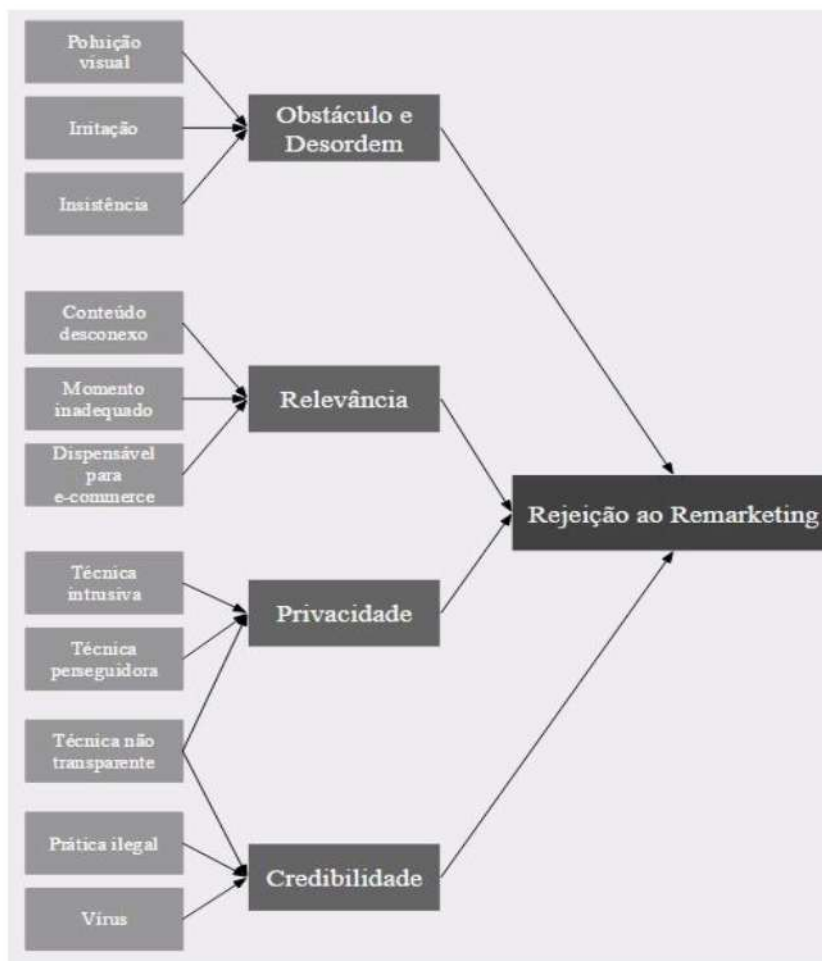 Poluição
visual
Irritação
Insistência
Obstáculo e
Desordem
Conteúdo
desconexo
Momento
inadequado
Dispensável
para
e-commerce
Relevância
Rejeição ao Remarketing
Técnica
intrusiva
Técnica
perseguidora
Técnica não
transparente
Privacidade
Prática ilegal
Vírus
Credibilidade